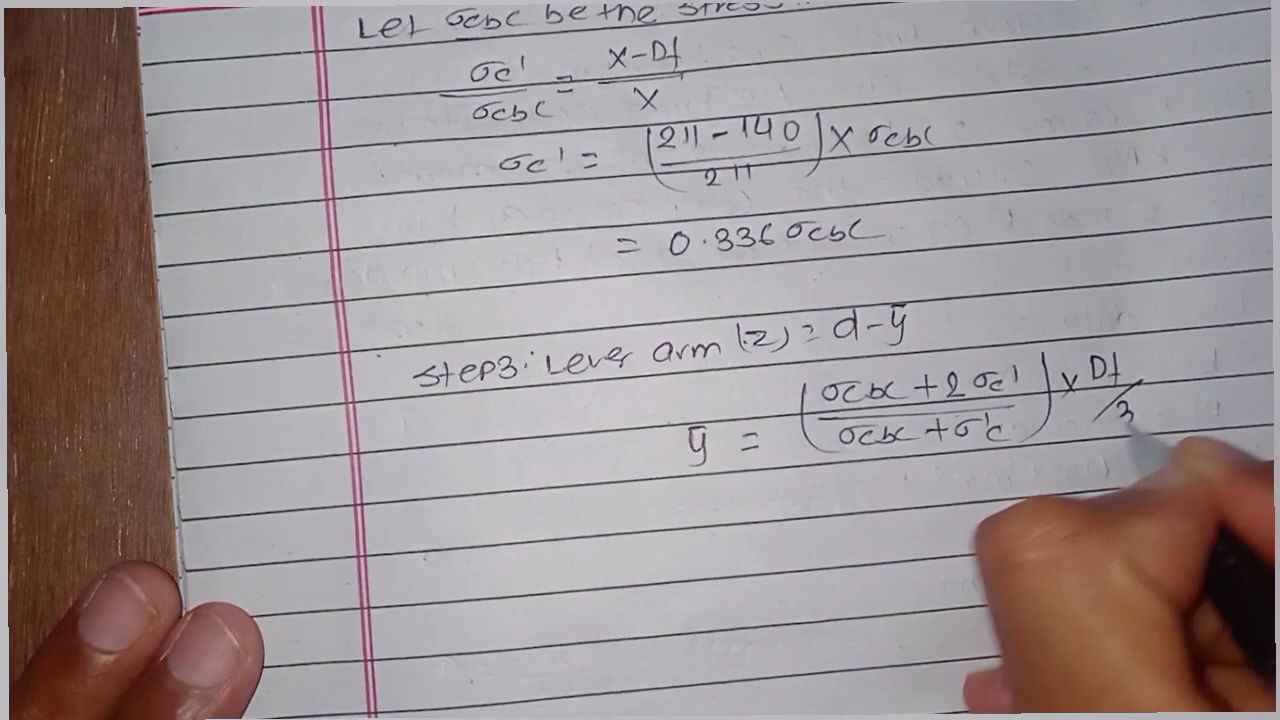 Let σcbc be the stress
σc' / σcbc = x-Df / x
σc' = (211-140 / 211) × σcbc
= 0.336 σcbc
Step3: Lever arm (z) = d-ȳ
ȳ = (σcbc + 2σc' / σcbc + σ'c) × Df/3